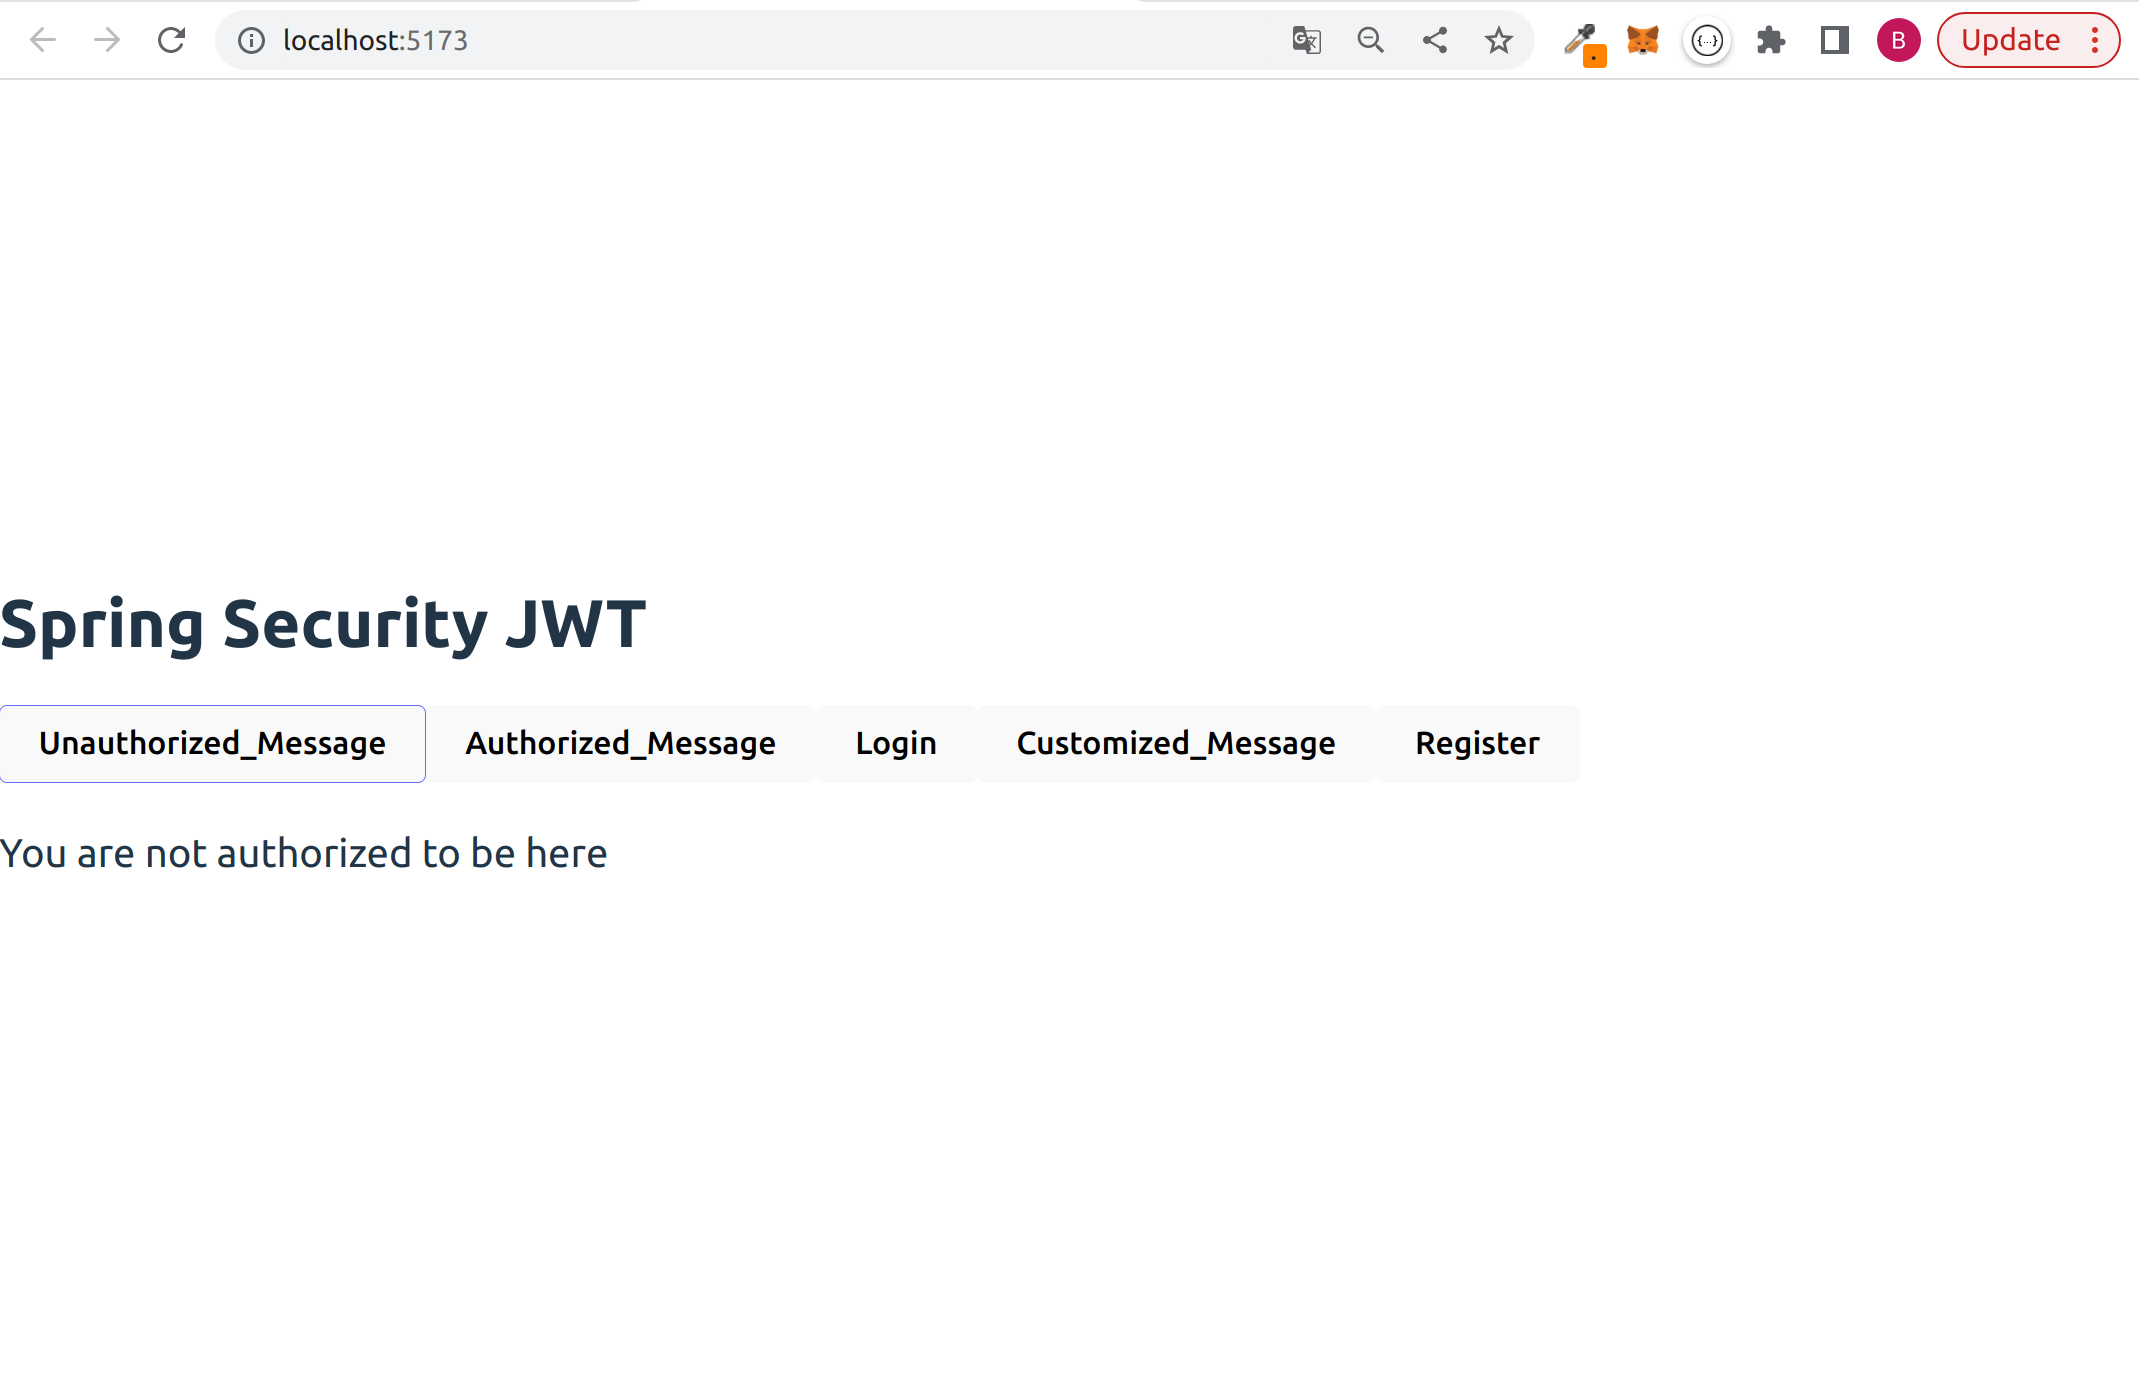 localhost:5173
B
Update
Spring Security JWT
Unauthorized_Message Authorized_Message Login Customized_Message Register
You are not authorized to be here